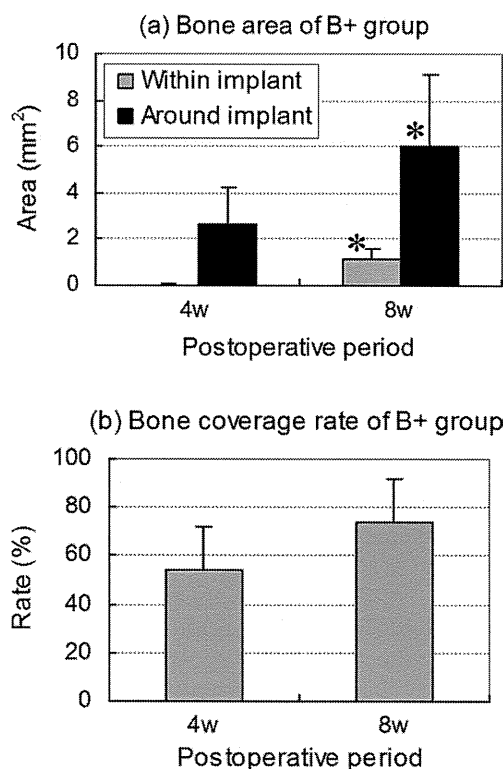 (a) Bone area of B+ group
10
8
6
4
2
0
Area (mm²)
Within implant
Around implant
*
*
4w
8w
Postoperative period
(b) Bone coverage rate of B+ group
100
80
60
40
20
0
Rate (%)
4w
8w
Postoperative period